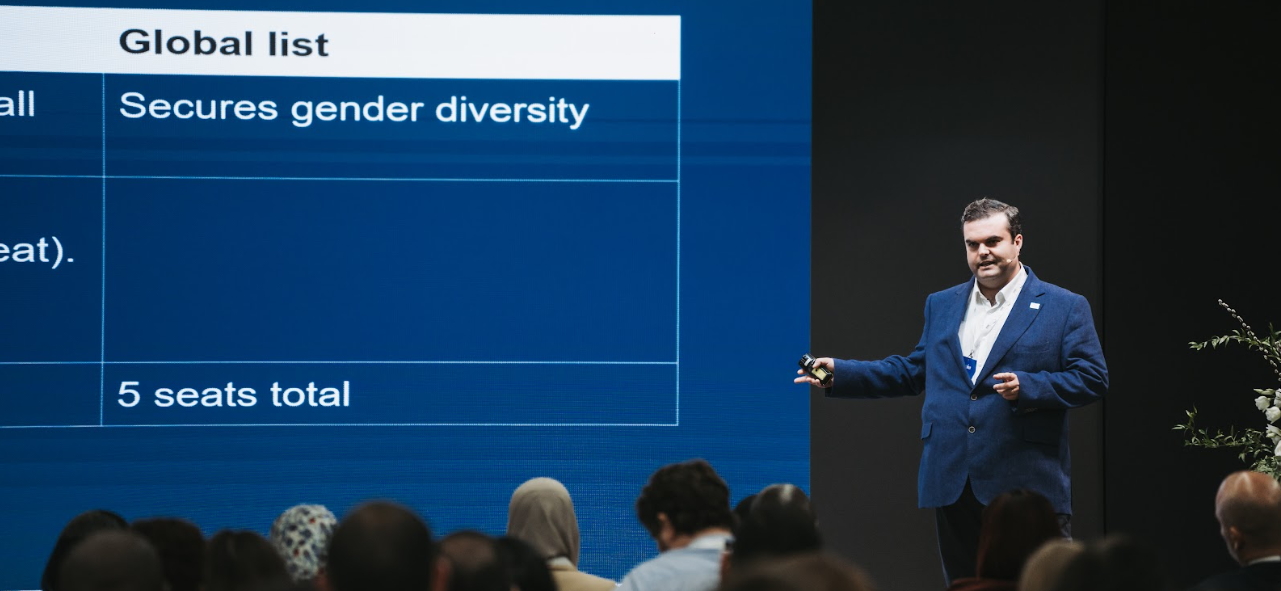 Global list
all
Secures gender diversity
eat).
5 seats total